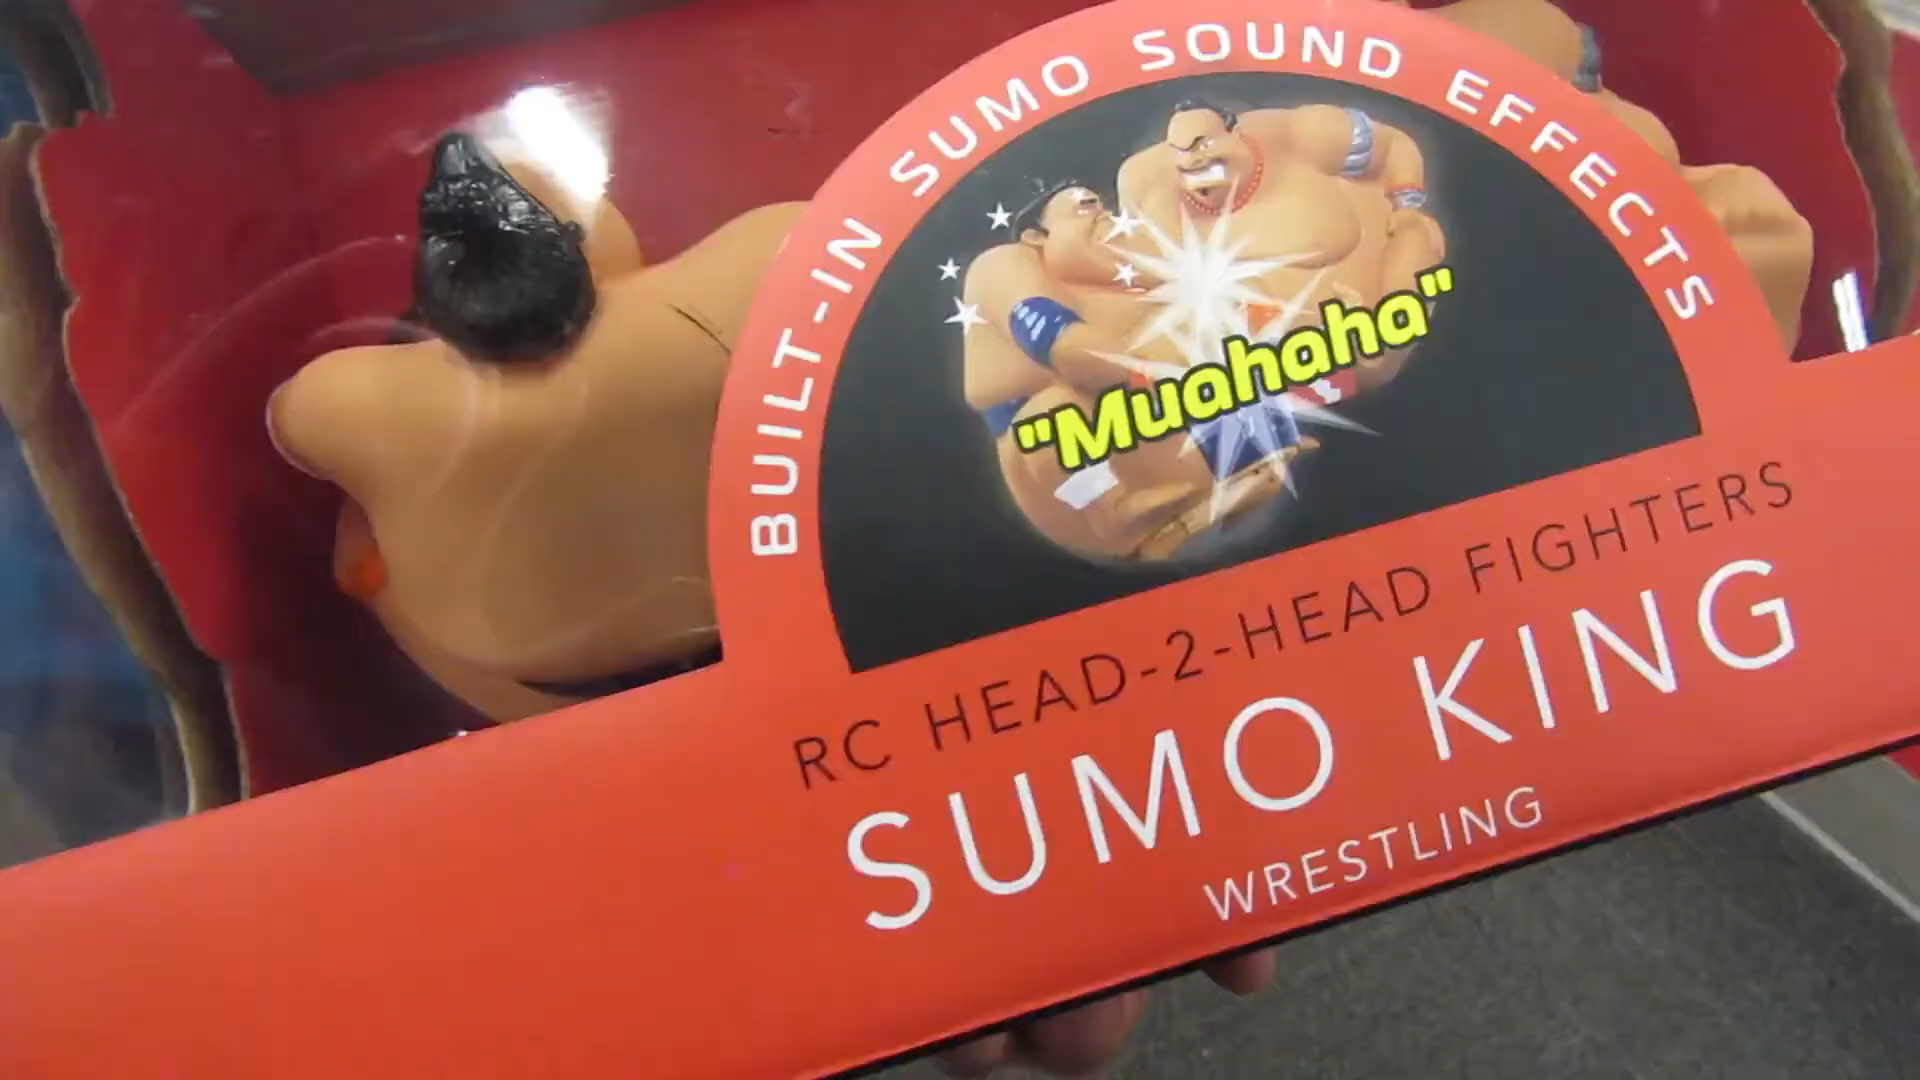 BUILT-IN SUMO SOUND EFFECTS
"Muahaha"
RC HEAD-2-HEAD FIGHTERS
SUMO KING
WRESTLING